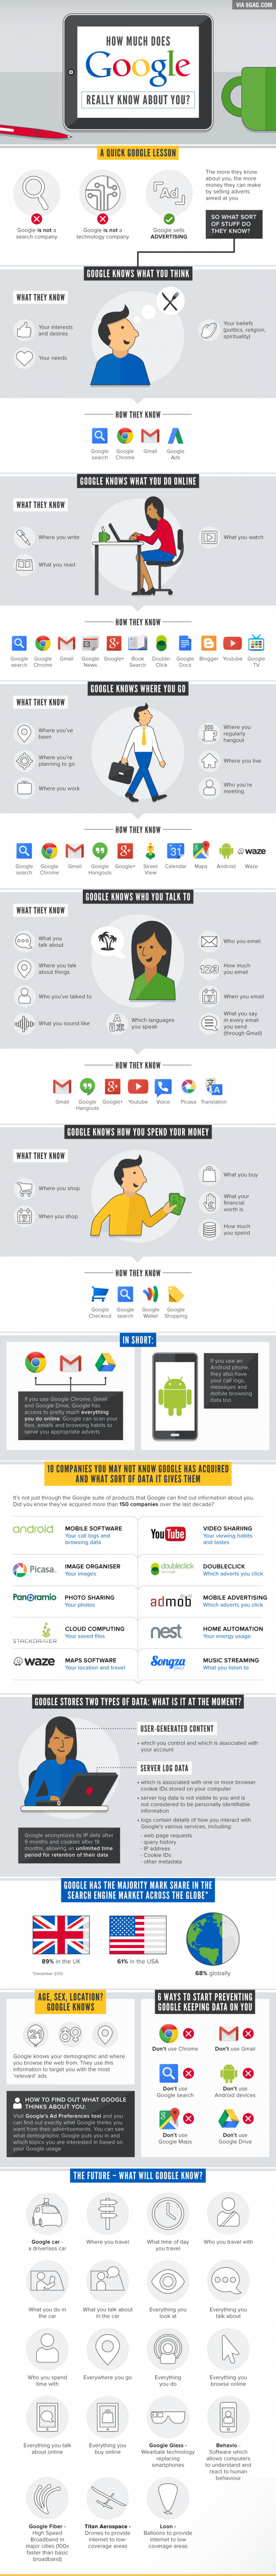 VIA 9GAG.COM
HOW MUCH DOES
Google
REALLY KNOW ABOUT YOU?
A QUICK GOOGLE LESSON
Google is not a
search company
Google is not a
technology company
Ad
Google sells
ADVERTISING
The more they know
about you, the more
money they can make
by selling adverts
aimed at you
SO WHAT SORT
OF STUFF DO
THEY KNOW?
GOOGLE KNOWS WHAT YOU THINK
WHAT THEY KNOW
Your interests
and desires
Your needs
Your beliefs
(politics, religion,
spirituality)
HOW THEY KNOW
Google
search
Google
Chrome
Gmail
Google
Ads
GOOGLE KNOWS WHAT YOU DO ONLINE
WHAT THEY KNOW
Where you write
What you read
What you watch
HOW THEY KNOW
Google
search
Google
Chrome
Gmail
Google
News
Google+
Book
Search
Double-
Click
Google
Docs
Blogger
Youtube
Google
TV
GOOGLE KNOWS WHERE YOU GO
WHAT THEY KNOW
Where you've
been
Where you're
planning to go
Where you work
Where you
regularly
hangout
Where you live
Who you're
meeting
HOW THEY KNOW
31
waze
Google
search
Google
Chrome
Gmail
Google
Hangouts
Google+
Street
View
Calendar
Maps
Android
Waze
GOOGLE KNOWS WHO YOU TALK TO
WHAT THEY KNOW
What you
talk about
Where you talk
about things
Who you've talked to
What you sound like
Which languages
you speak
Who you email
123
How much
you email
When you email
What you say
in every email
you send
(through Gmail)
HOW THEY KNOW
Gmail
Google
Hangouts
Google+
Youtube
Voice
Picasa
Translation
GOOGLE KNOWS HOW YOU SPEND YOUR MONEY
WHAT THEY KNOW
Where you shop
When you shop
What you buy
What your
financial
worth is
How much
you spend
HOW THEY KNOW
Google
Checkout
Google
search
Google
Wallet
Google
Shopping
IN SHORT:
If you use Google Chrome, Gmail
and Google Drive, Google has
access to pretty much everything
you do online. Google can scan your
files, emails and browsing habits to
serve you appropriate adverts
If you use an
Android phone,
they also have
your call logs,
messages and
mobile browsing
data too
10 COMPANIES YOU MAY NOT KNOW GOOGLE HAS ACQUIRED
AND WHAT SORT OF DATA IT GIVES THEM
It's not just through the Google suite of products that Google can find out information about you.
Did you know they've acquired more than 150 companies over the last decade?
android
MOBILE SOFTWARE
Your call logs and
browsing data
YouTube
VIDEO SHARIING
Your viewing habits
and tastes
Picasa
IMAGE ORGANISER
Your images
doubleclick
DOUBLECLICK
Which adverts you click
Panoramio
PHOTO SHARING
Your photos
admob
MOBILE ADVERTISING
Which adverts you click
STACKDRIVER
CLOUD COMPUTING
Your saved files
nest
HOME AUTOMATION
Your energy usage
waze
MAPS SOFTWARE
Your location and travel
Songza
MUSIC STREAMING
What you listen to
GOOGLE STORES TWO TYPES OF DATA: WHAT IS IT AT THE MOMENT?
USER-GENERATED CONTENT
• which you control and which is associated with
your account
SERVER LOG DATA
• which is associated with one or more browser
cookie IDs stored on your computer
• server log data is not visible to you and is
not considered to be personally identifiable
information
• logs contain details of how you interact with
Google's various services, including:
- web page requests
- query history
- IP address
- Cookie IDs
- other metadata
Google anonymizes its IP data after
9 months and cookies after 18
months, allowing an unlimited time
period for retention of their data
GOOGLE HAS THE MAJORITY MARK SHARE IN THE
SEARCH ENGINE MARKET ACROSS THE GLOBE*
89% in the UK
61% in the USA
68% globally
*December 2013
AGE, SEX, LOCATION?
GOOGLE KNOWS
21
Google knows your demographic and where
you browse the web from. They use this
information to target you with the most
'relevant' ads
HOW TO FIND OUT WHAT GOOGLE
THINKS ABOUT YOU:
Visit Google's Ad Preferences tool and you
can find out exactly what Google thinks you
want from their advertisements. You can see
what demographic Google puts you in and
which topics you are interested in based on
your Google usage
6 WAYS TO START PREVENTING
GOOGLE KEEPING DATA ON YOU
Don't use Chrome
Don't use Gmail
Don't use
Google search
Don't use
Android devices
Don't use
Google Maps
Don't use
Google Drive
THE FUTURE – WHAT WILL GOOGLE KNOW?
Google car -
a driverless car
Where you travel
What time of day
you travel
Who you travel with
What you do in
the car
What you talk about
in the car
Everything you
look at
Everything you
talk about
Who you spend
time with
Everywhere you go
Everything
you do
Everything you
browse online
Everything you talk
about online
Everything you
buy online
Google Glass -
Wearbale technology
replacing
smartphones
Behavio -
Software which
allows computers
to understand and
react to human
behaviour
Google Fiber -
High Speed
Broadband in
major cities (100x
faster than basic
broadband)
Titan Aerospace -
Drones to provide
internet to low-
coverage areas
Loon -
Balloons to provide
internet to low
coverage areas